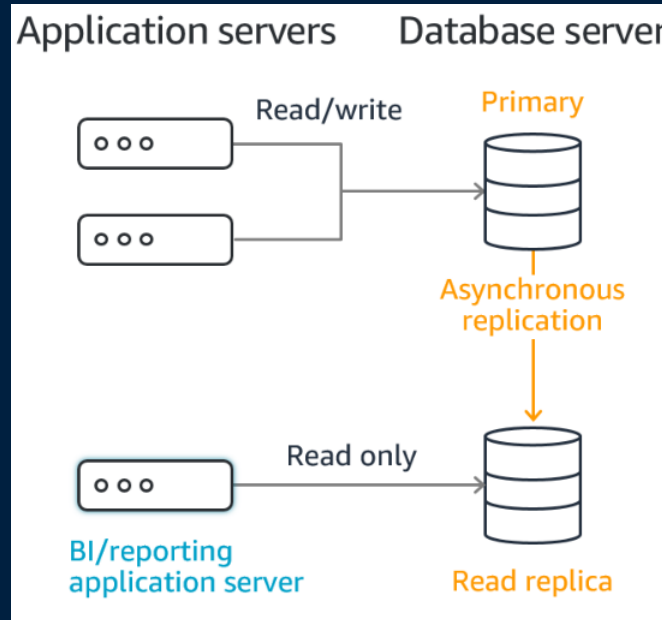 Application servers
Database server
Read/write
Primary
Asynchronous
replication
Read only
BI/reporting
application server
Read replica